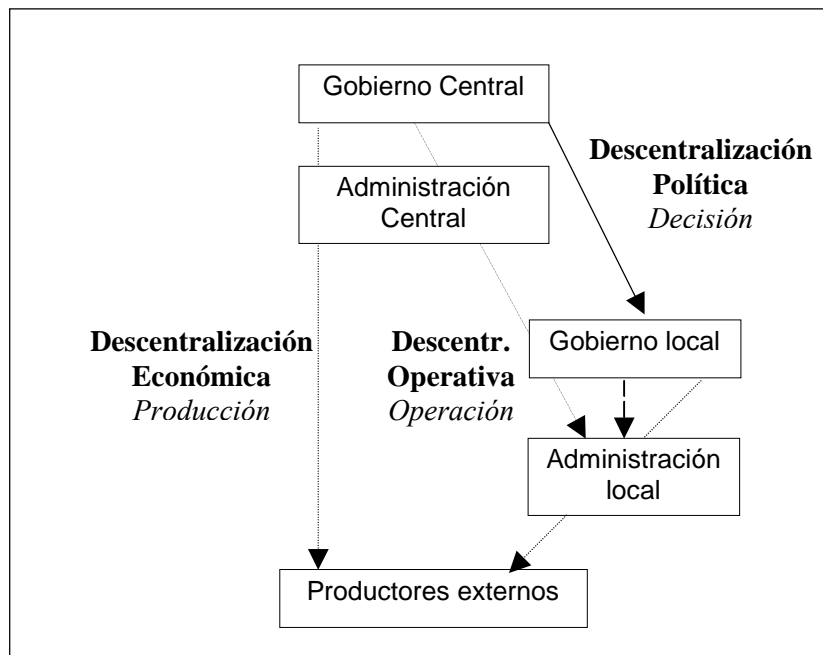 Gobierno Central
Administración
Central
Descentralización
Política
Decisión
Descentralización
Económica
Producción
Descentr.
Operativa
Operación
Gobierno local
Administración
local
Productores externos